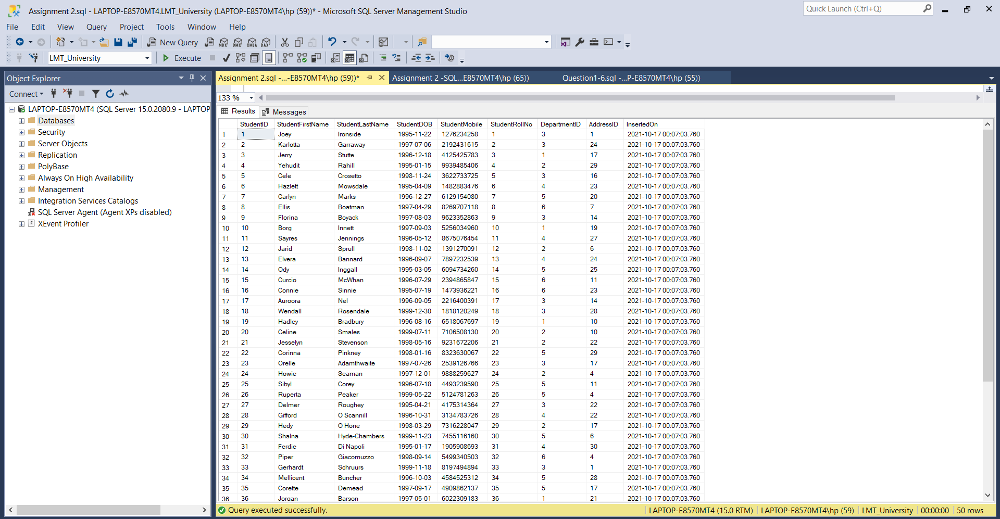 Assignment 2.sql - LAPTOP-E8570MT4.LMT_University (LAPTOP-E8570MT4\hp (59))* - Microsoft SQL Server Management Studio
Quick Launch (Ctrl+Q)
File Edit View Query Project Tools Window Help
New Query MDX DMX XMLA DAX
LMT_University Execute
Object Explorer
Assignment 2.sql -...-E8570MT4\hp (59))* Assignment 2 -SQL...E8570MT4\hp (65)) Question1-6.sql -...P-E8570MT4\hp (55))
Connect
133 %
LAPTOP-E8570MT4 (SQL Server 15.0.2080.9 - LAPTOP
Databases
Security
Server Objects
Replication
PolyBase
Always On High Availability
Management
Integration Services Catalogs
SQL Server Agent (Agent XPs disabled)
XEvent Profiler
Results Messages
StudentID StudentFirstName StudentLastName StudentDOB StudentMobile StudentRollNo DepartmentID AddressID InsertedOn
1 1 Joey Ironside 1995-11-22 1276234258 1 3 1 2021-10-17 00:07:03.760
2 2 Karlotta Garraway 1997-07-06 2192431615 2 3 24 2021-10-17 00:07:03.760
3 3 Jerry Stutte 1996-12-18 4125425783 3 1 17 2021-10-17 00:07:03.760
4 4 Yehudit Rahill 1995-01-15 9939485406 4 2 29 2021-10-17 00:07:03.760
5 5 Cele Crosetto 1998-11-24 3622733725 5 3 16 2021-10-17 00:07:03.760
6 6 Hazlett Mowsdale 1995-04-09 1482883476 6 4 23 2021-10-17 00:07:03.760
7 7 Carlyn Marks 1996-12-27 6129154080 7 5 20 2021-10-17 00:07:03.760
8 8 Ellis Boatman 1997-04-29 8269707118 8 6 7 2021-10-17 00:07:03.760
9 9 Florina Boyack 1997-08-03 9623352863 9 3 14 2021-10-17 00:07:03.760
10 10 Borg Innett 1997-09-03 5256034960 10 1 19 2021-10-17 00:07:03.760
11 11 Sayres Jennings 1996-05-12 8675076454 11 4 27 2021-10-17 00:07:03.760
12 12 Jarid Sprull 1998-11-02 1391270091 12 2 6 2021-10-17 00:07:03.760
13 13 Elvera Bannard 1996-09-07 7897232539 13 4 24 2021-10-17 00:07:03.760
14 14 Ody Inggall 1995-03-05 6094734260 14 5 25 2021-10-17 00:07:03.760
15 15 Curcio McWhan 1996-07-29 2394865847 15 6 11 2021-10-17 00:07:03.760
16 16 Connie Sinnie 1995-07-19 1473936221 16 6 23 2021-10-17 00:07:03.760
17 17 Auroora Nel 1996-09-05 2216400391 17 3 14 2021-10-17 00:07:03.760
18 18 Wendall Rosendale 1999-12-30 1818120249 18 3 28 2021-10-17 00:07:03.760
19 19 Hadley Bradbury 1996-08-16 6518067697 19 1 10 2021-10-17 00:07:03.760
20 20 Celine Smales 1999-07-11 7106508130 20 2 10 2021-10-17 00:07:03.760
21 21 Jesselyn Stevenson 1998-05-16 9231672206 21 2 22 2021-10-17 00:07:03.760
22 22 Corinna Pinkney 1998-01-16 8323630067 22 5 29 2021-10-17 00:07:03.760
23 23 Orelle Adamthwaite 1997-07-26 2539126766 23 3 17 2021-10-17 00:07:03.760
24 24 Howie Seaman 1997-12-01 9888259627 24 2 4 2021-10-17 00:07:03.760
25 25 Sibyl Corey 1996-07-18 4493239590 25 5 11 2021-10-17 00:07:03.760
26 26 Ruperta Peaker 1999-05-22 5124781263 26 5 4 2021-10-17 00:07:03.760
27 27 Delmer Roughey 1995-04-21 4175314364 27 3 22 2021-10-17 00:07:03.760
28 28 Gifford O Scannill 1996-10-31 3134783726 28 4 22 2021-10-17 00:07:03.760
29 29 Hedy O Hone 1998-03-29 7316228047 29 2 17 2021-10-17 00:07:03.760
30 30 Shalna Hyde-Chambers 1999-11-23 7455116160 30 5 6 2021-10-17 00:07:03.760
31 31 Ferdie Di Napoli 1995-01-17 1905908693 31 4 30 2021-10-17 00:07:03.760
32 32 Piper Giacomuzzo 1998-09-14 5499340503 32 6 4 2021-10-17 00:07:03.760
33 33 Gerhardt Schruurs 1999-11-18 8197494894 33 3 1 2021-10-17 00:07:03.760
34 34 Mellicent Buncher 1996-10-03 4584525312 34 5 28 2021-10-17 00:07:03.760
35 35 Corette Demead 1997-09-17 4909862137 35 5 17 2021-10-17 00:07:03.760
36 36 Jorgan Barson 1997-05-01 6022309183 36 1 21 2021-10-17 00:07:03.760
Query executed successfully. LAPTOP-E8570MT4 (15.0 RTM) LAPTOP-E8570MT4\hp (59) LMT_University 00:00:00 50 rows